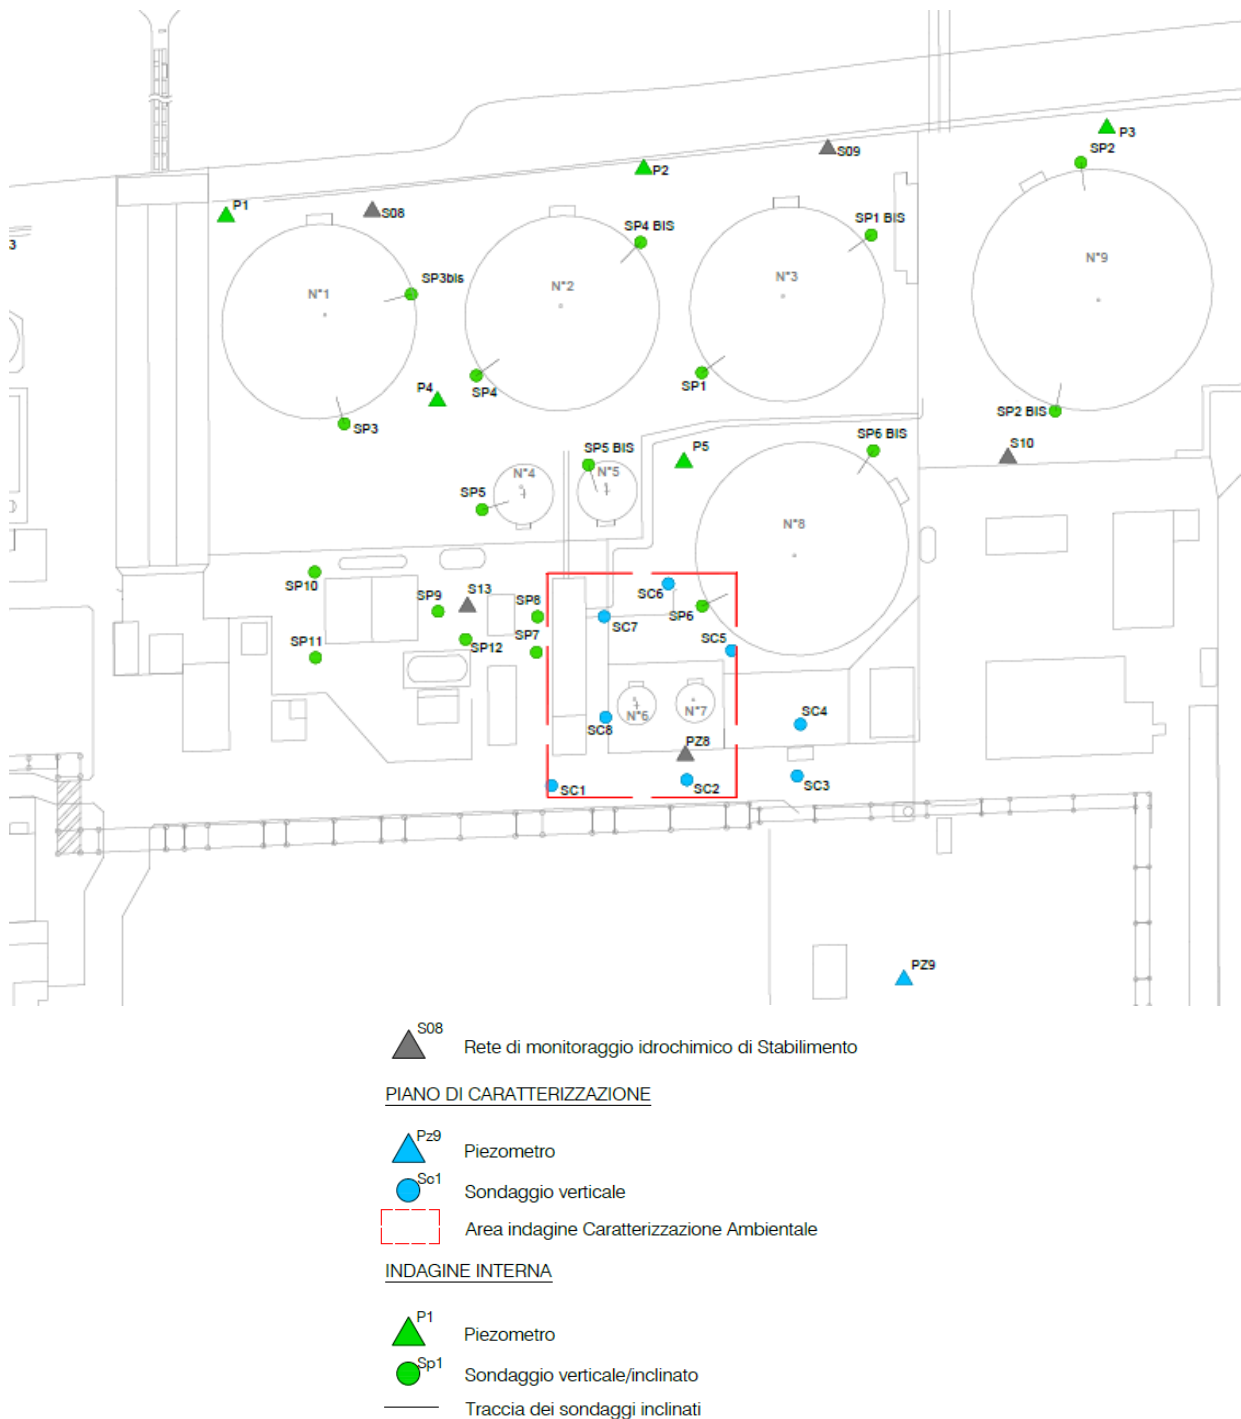 P3
S09
SP2
P2
P1
S08
SP4 BIS
SP1 BIS
3
N°9
SP3bis
N°1
N°2
N°3
P4
SP4
SP1
SP3
SP2 BIS
SP6 BIS
P5
S10
SP5 BIS
N°4
N°5
SP5
N°8
SP10
S13
SC6
SP9
SP8
SP6
SC7
SP11
SP12
SP7
SC5
N°6
N°7
SC8
SC4
PZ8
SC1
SC2
SC3
PZ9
S08
Rete di monitoraggio idrochimico di Stabilimento
PIANO DI CARATTERIZZAZIONE
Pz9
Piezometro
Sc1
Sondaggio verticale
Area indagine Caratterizzazione Ambientale
INDAGINE INTERNA
P1
Piezometro
Sp1
Sondaggio verticale/inclinato
Traccia dei sondaggi inclinati